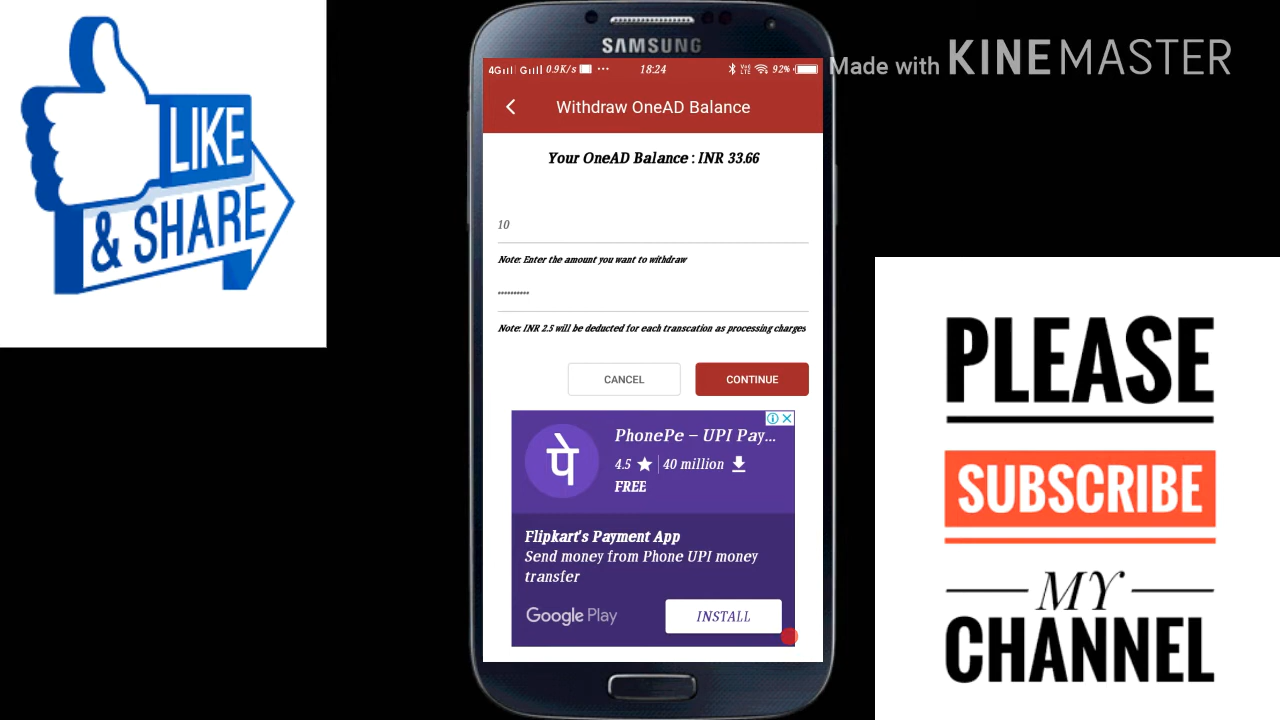 LIKE
& SHARE
SAMSUNG
Made with KINEMASTER
4G G 0.9K/s ... 18:24 VoI LTE 92%
Withdraw OneAD Balance
Your OneAD Balance : INR 33.66
10
Note: Enter the amount you want to withdraw
**********
Note: INR 2.5 will be deducted for each transcation as processing charges
CANCEL CONTINUE
पे
PhonePe – UPI Pay...
4.5 ★ 40 million
FREE
Flipkart's Payment App
Send money from Phone UPI money
transfer
Google Play INSTALL
PLEASE
SUBSCRIBE
MY
CHANNEL